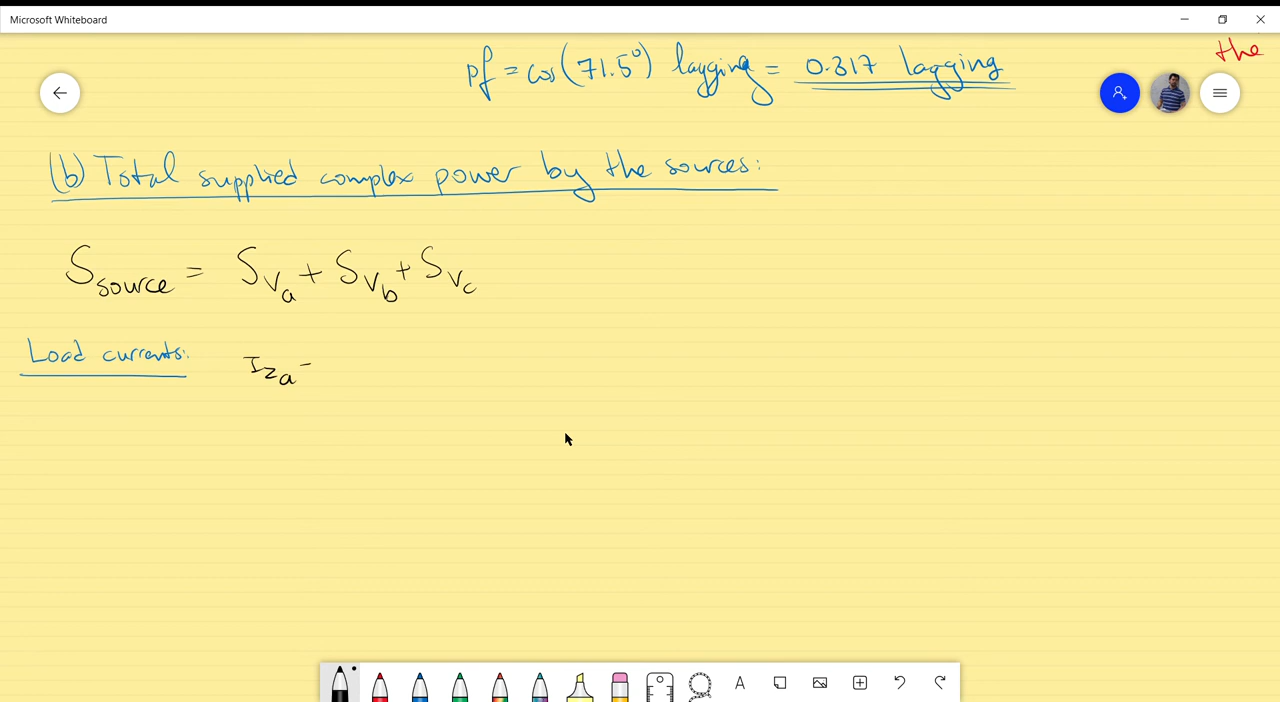 Microsoft Whiteboard
the
pf = cos(71.5°) lagging = 0.317 lagging
(b) Total supplied complex power by the sources:
S_source = S_Va + S_Vb + S_Vc
Load currents: I_Za -
A